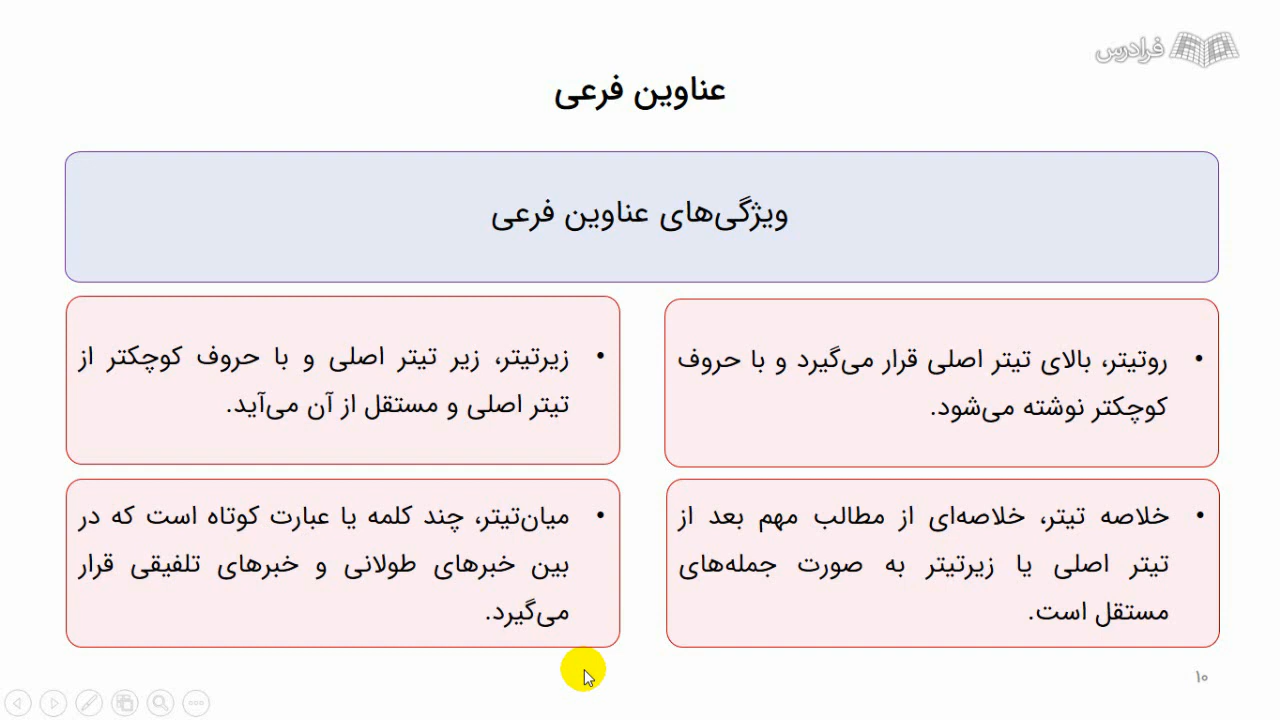 فرادرس
عناوین فرعی
ویژگی‌های عناوین فرعی
• روتیتر، بالای تیتر اصلی قرار می‌گیرد و با حروف
کوچکتر نوشته می‌شود.
• زیرتیتر، زیر تیتر اصلی و با حروف کوچکتر از
تیتر اصلی و مستقل از آن می‌آید.
• خلاصه تیتر، خلاصه‌ای از مطالب مهم بعد از
تیتر اصلی یا زیرتیتر به صورت جمله‌های
مستقل است.
• میان‌تیتر، چند کلمه یا عبارت کوتاه است که در
بین خبرهای طولانی و خبرهای تلفیقی قرار
می‌گیرد.
۱۰